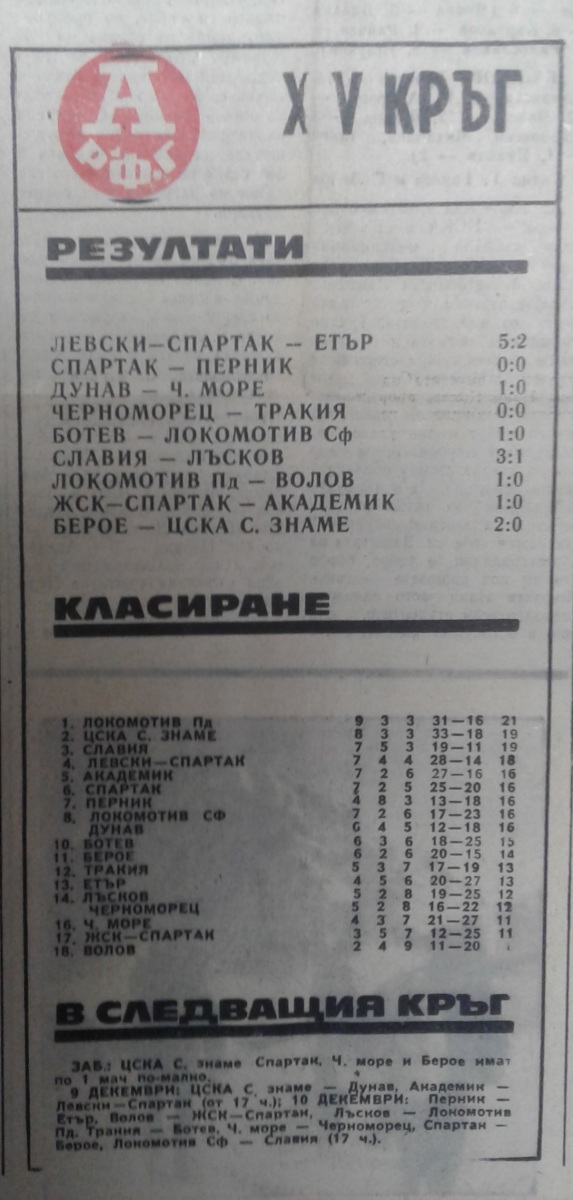 А
РФГ
XV КРЪГ
РЕЗУЛТАТИ
ЛЕВСКИ—СПАРТАК — ЕТЪР 5:2
СПАРТАК — ПЕРНИК 0:0
ДУНАВ — Ч. МОРЕ 1:0
ЧЕРНОМОРЕЦ — ТРАКИЯ 0:0
БОТЕВ — ЛОКОМОТИВ Сф 1:0
СЛАВИЯ — ЛЪСКОВ 3:1
ЛОКОМОТИВ Пд — ВОЛОВ 1:0
ЖСК—СПАРТАК — АКАДЕМИК 1:0
БЕРОЕ — ЦСКА С. ЗНАМЕ 2:0
КЛАСИРАНЕ
1. ЛОКОМОТИВ Пд 9 3 3 31—16 21
2. ЦСКА С. ЗНАМЕ 8 3 3 33—18 19
3. СЛАВИЯ 7 5 3 19—11 19
4. ЛЕВСКИ—СПАРТАК 7 4 4 28—14 18
5. АКАДЕМИК 7 2 6 27—16 16
6. СПАРТАК 7 2 5 25—20 16
7. ПЕРНИК 4 8 3 13—18 16
8. ЛОКОМОТИВ СФ 7 2 6 17—23 16
ДУНАВ 6 4 5 12—18 16
10. БОТЕВ 6 3 6 18—25 15
11. БЕРОЕ 6 2 6 20—15 14
12. ТРАКИЯ 5 3 7 17—19 13
13. ЕТЪР 4 5 6 20—27 13
14. ЛЪСКОВ 5 2 8 19—25 12
ЧЕРНОМОРЕЦ 5 2 8 16—22 12
16. Ч. МОРЕ 4 3 7 21—27 11
17. ЖСК—СПАРТАК 3 5 7 12—25 11
18. ВОЛОВ 2 4 9 11—20
В СЛЕДВАЩИЯ КРЪГ
ЗАБ.: ЦСКА С. знаме Спартак, Ч. море и Берое имат
по 1 мач по-малко.
9 ДЕКЕМВРИ: ЦСКА С. знаме — Дунав, Академик —
Левски—Спартак (от 17 ч.); 10 ДЕКЕМВРИ: Перник —
Етър, Волов — ЖСК—Спартак, Лъсков — Локомотив
Пд. Тракия — Ботев, Ч. море — Черноморец, Спартак —
Берое, Локомотив Сф — Славия (17 ч.).